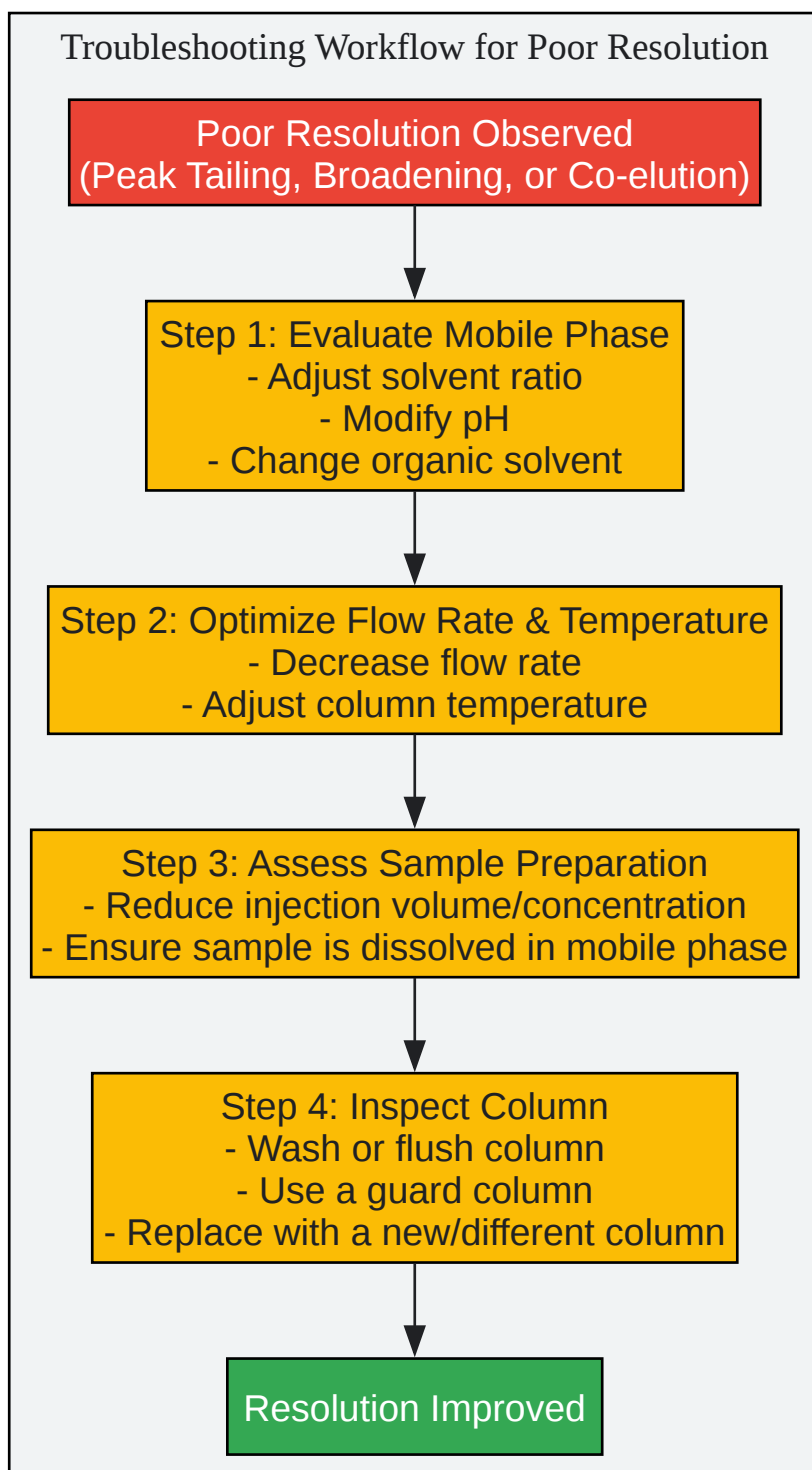 Troubleshooting Workflow for Poor Resolution
Poor Resolution Observed
(Peak Tailing, Broadening, or Co-elution)
Step 1: Evaluate Mobile Phase
- Adjust solvent ratio
- Modify pH
- Change organic solvent
Step 2: Optimize Flow Rate & Temperature
- Decrease flow rate
- Adjust column temperature
Step 3: Assess Sample Preparation
- Reduce injection volume/concentration
- Ensure sample is dissolved in mobile phase
Step 4: Inspect Column
- Wash or flush column
- Use a guard column
- Replace with a new/different column
Resolution Improved